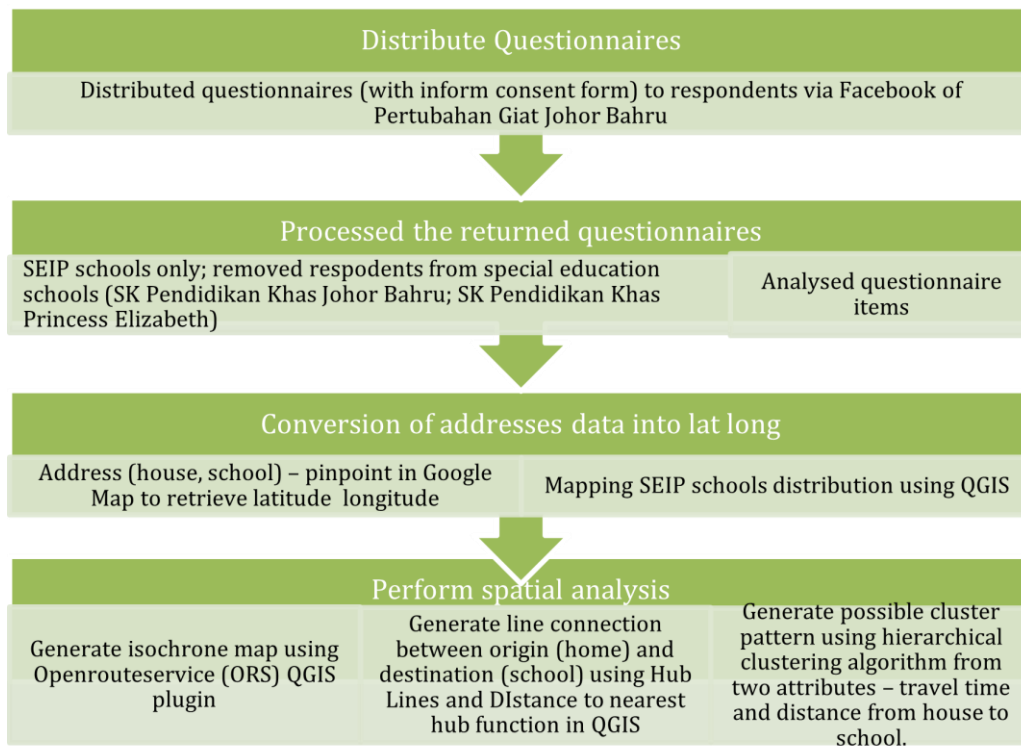 Distribute Questionnaires
Distributed questionnaires (with inform consent form) to respondents via Facebook of
Pertubahan Giat Johor Bahru
Processed the returned questionnaires
SEIP schools only; removed respodents from special education
schools (SK Pendidikan Khas Johor Bahru; SK Pendidikan Khas
Princess Elizabeth)
Analysed questionnaire
items
Conversion of addresses data into lat long
Address (house, school) – pinpoint in Google
Map to retrieve latitude longitude
Mapping SEIP schools distribution using QGIS
Perform spatial analysis
Generate isochrone map using
Openrouteservice (ORS) QGIS
plugin
Generate line connection
between origin (home) and
destination (school) using Hub
Lines and DIstance to nearest
hub function in QGIS
Generate possible cluster
pattern using hierarchical
clustering algorithm from
two attributes – travel time
and distance from house to
school.